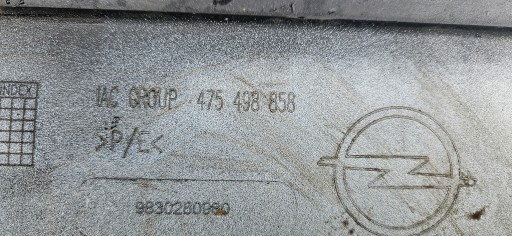 INDEX
IAC GROUP 475 498 858
>P/E<
9830280980